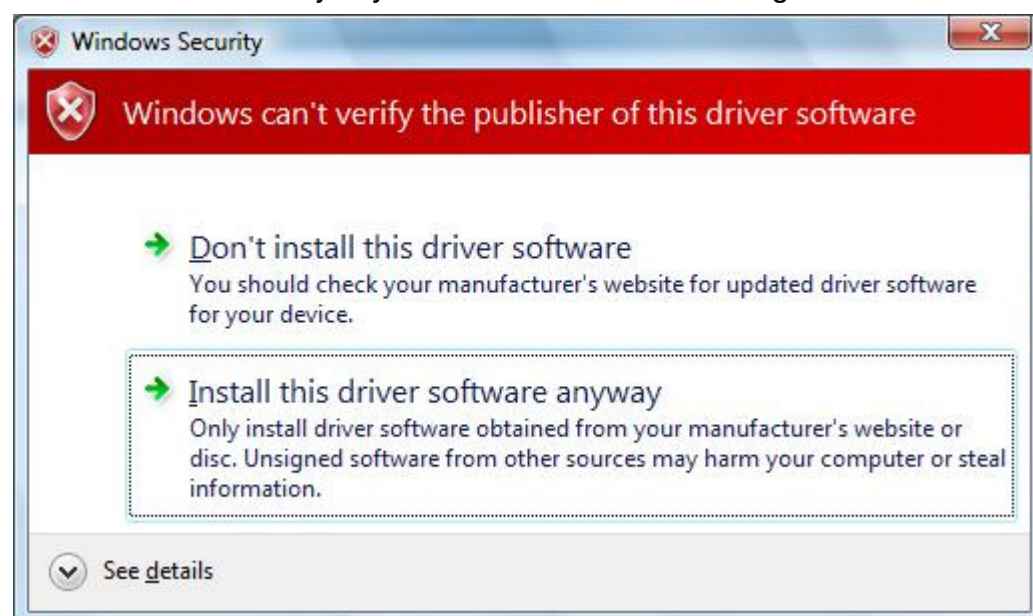 Windows Security
Windows can't verify the publisher of this driver software
Don't install this driver software
You should check your manufacturer's website for updated driver software
for your device.
Install this driver software anyway
Only install driver software obtained from your manufacturer's website or
disc. Unsigned software from other sources may harm your computer or steal
information.
See details